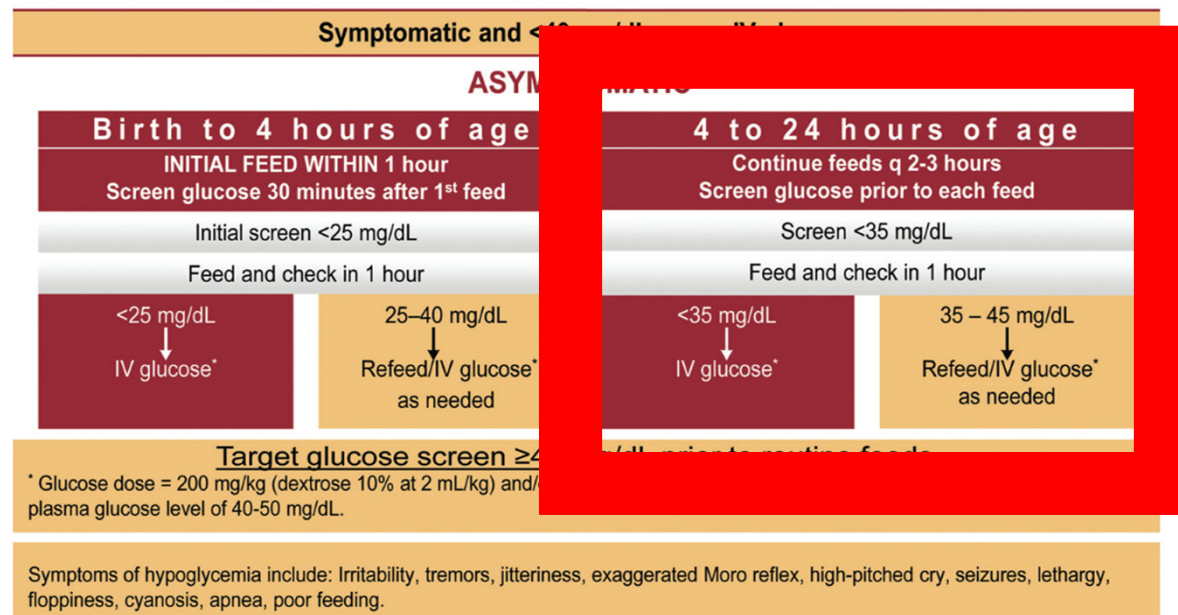 Symptomatic and
Birth to 4 hours of age
INITIAL FEED WITHIN 1 hour
Screen glucose 30 minutes after 1st feed
Initial screen <25 mg/dL
Feed and check in 1 hour
<25 mg/dL
IV glucose*
25–40 mg/dL
Refeed/IV glucose*
as needed
4 to 24 hours of age
Continue feeds q 2-3 hours
Screen glucose prior to each feed
Screen <35 mg/dL
Feed and check in 1 hour
<35 mg/dL
IV glucose*
35 – 45 mg/dL
Refeed/IV glucose*
as needed
Target glucose screen
* Glucose dose = 200 mg/kg (dextrose 10% at 2 mL/kg)
plasma glucose level of 40-50 mg/dL.
Symptoms of hypoglycemia include: Irritability, tremors, jitteriness, exaggerated Moro reflex, high-pitched cry, seizures, lethargy,
floppiness, cyanosis, apnea, poor feeding.